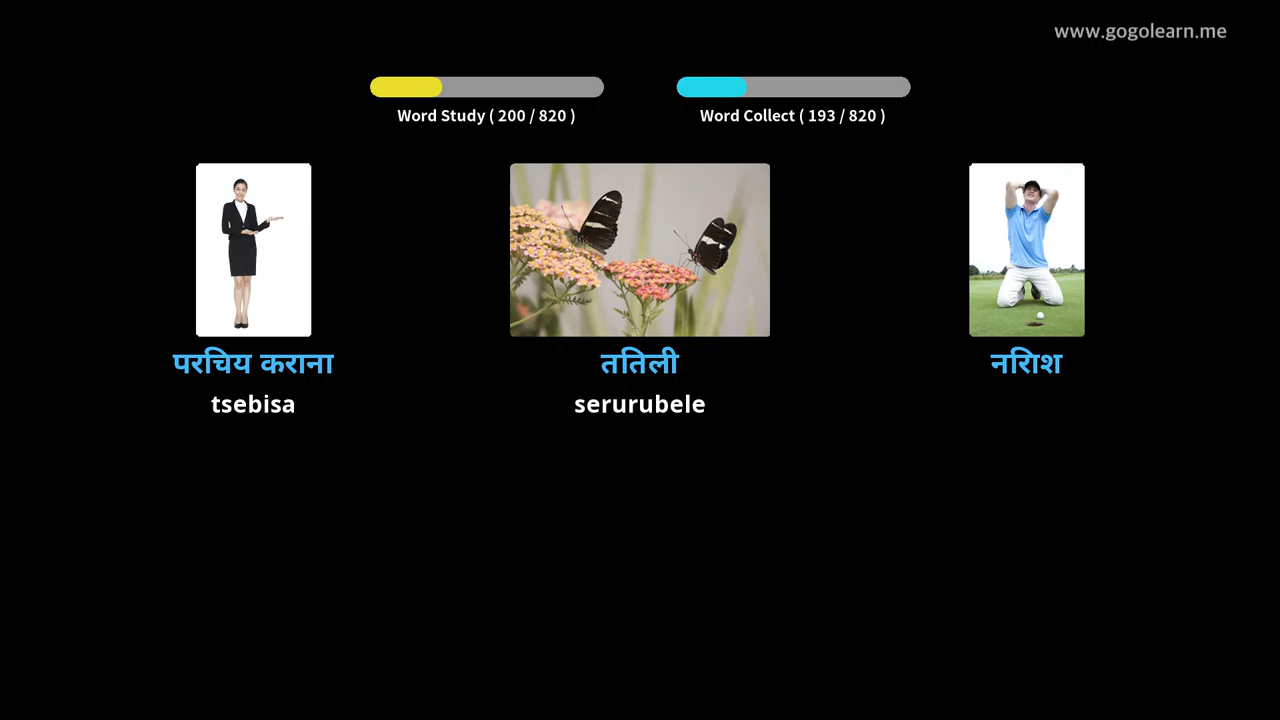 www.gogolearn.me
Word Study ( 200 / 820 )
Word Collect ( 193 / 820 )
परिचय कराना
तितली
निराश
tsebisa
serurubele